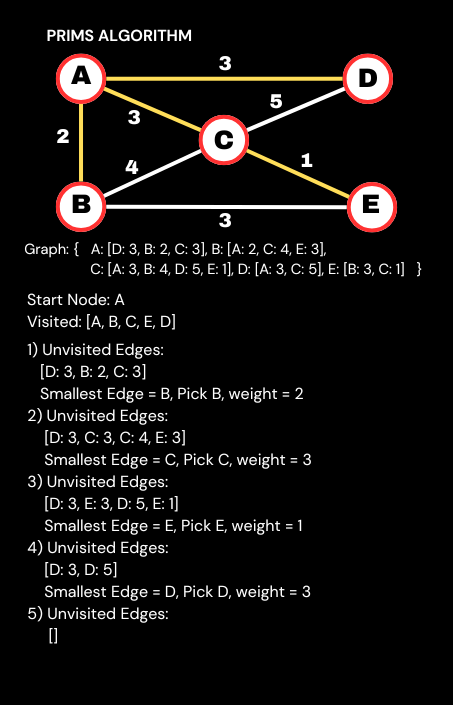 PRIMS ALGORITHM
A
3
D
2
3
5
C
4
1
B
3
E
Graph: { A: [D: 3, B: 2, C: 3], B: [A: 2, C: 4, E: 3],
C: [A: 3, B: 4, D: 5, E: 1], D: [A: 3, C: 5], E: [B: 3, C: 1] }
Start Node: A
Visited: [A, B, C, E, D]
1) Unvisited Edges:
[D: 3, B: 2, C: 3]
Smallest Edge = B, Pick B, weight = 2
2) Unvisited Edges:
[D: 3, C: 3, C: 4, E: 3]
Smallest Edge = C, Pick C, weight = 3
3) Unvisited Edges:
[D: 3, E: 3, D: 5, E: 1]
Smallest Edge = E, Pick E, weight = 1
4) Unvisited Edges:
[D: 3, D: 5]
Smallest Edge = D, Pick D, weight = 3
5) Unvisited Edges:
[]